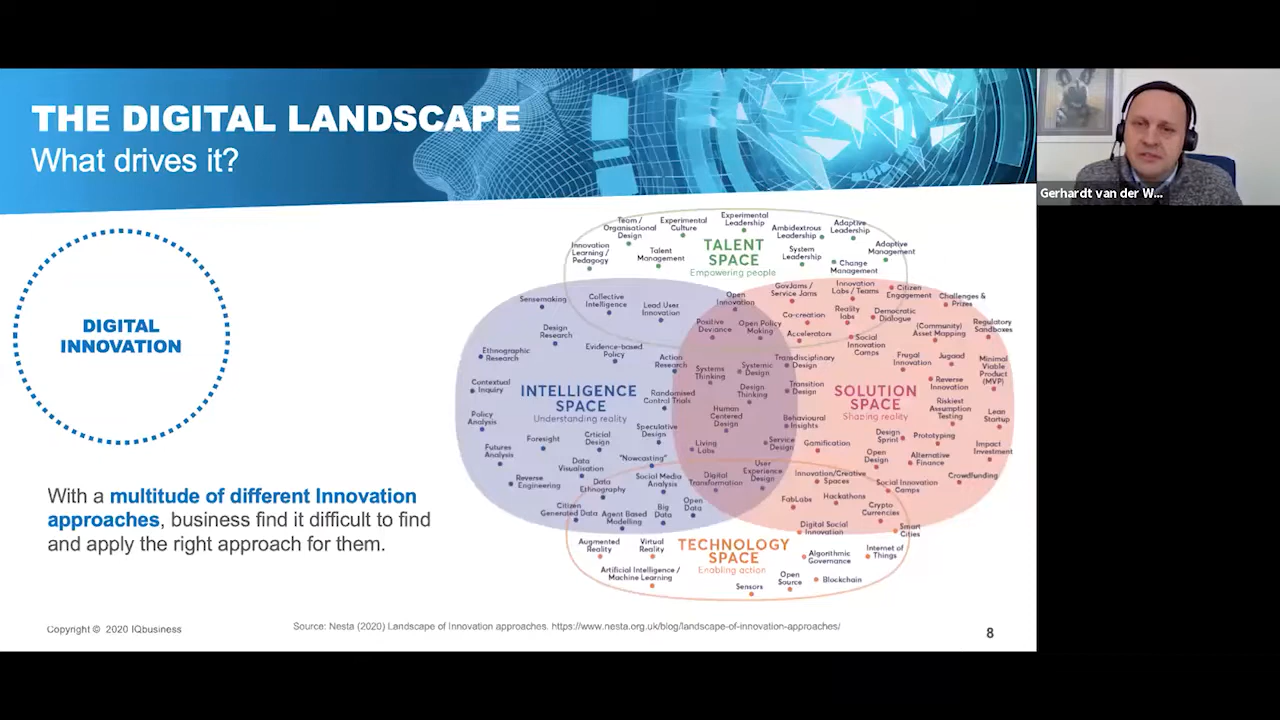 THE DIGITAL LANDSCAPE
What drives it?
Gerhardt van der W...
DIGITAL
INNOVATION
With a multitude of different Innovation
approaches, business find it difficult to find
and apply the right approach for them.
TALENT
SPACE
Empowering people
Team /
Organisational
Design
Experimental
Culture
Experimental
Leadership
Ambidextrous
Leadership
Adaptive
Leadership
Innovation
Learning /
Pedagogy
Talent
Management
System
Leadership
Adaptive
Management
Change
Management
INTELLIGENCE
SPACE
Understanding reality
Sensemaking
Collective
Intelligence
Lead User
Innovation
Design
Research
Evidence-based
Policy
Ethnographic
Research
Action
Research
Contextual
Inquiry
Randomised
Control Trials
Policy
Analysis
Speculative
Design
Foresight
Crticial
Design
Futures
Analysis
Data
Visualisation
"Nowcasting"
Reverse
Engineering
Data
Ethnography
Social Media
Analysis
Citizen
Generated Data
Agent Based
Modelling
Big
Data
Open
Data
Open
Innovation
Positive
Deviance
Open Policy
Making
Systems
Thinking
Systemic
Design
Design
Thinking
Human
Centered
Design
Living
Labs
Service
Design
Digital
Transformation
User
Experience
Design
SOLUTION
SPACE
Shaping reality
GovJams /
Service Jams
Innovation
Labs / Teams
Citizen
Engagement
Challenges &
Prizes
Co-creation
Reality
labs
Democratic
Dialogue
Accelerators
Social
Innovation
Camps
(Community)
Asset Mapping
Regulatory
Sandboxes
Transdisciplinary
Design
Frugal
Innovation
Jugaad
Minimal
Viable
Product
(MVP)
Transition
Design
Reverse
Innovation
Behavioural
Insights
Riskiest
Assumption
Testing
Lean
Startup
Gamification
Design
Sprint
Prototyping
Impact
Investment
Open
Design
Alternative
Finance
Innovation/Creative
Spaces
Social Innovation
Camps
Crowdfunding
FabLabs
Hackathons
Crypto
Currencies
Digital Social
Innovation
Smart
Cities
TECHNOLOGY
SPACE
Enabling action
Augmented
Reality
Virtual
Reality
Artificial Intelligence /
Machine Learning
Algorithmic
Governance
Internet of
Things
Sensors
Open
Source
Blockchain
Copyright © 2020 IQbusiness
Source: Nesta (2020) Landscape of Innovation approaches. https://www.nesta.org.uk/blog/landscape-of-innovation-approaches/
8